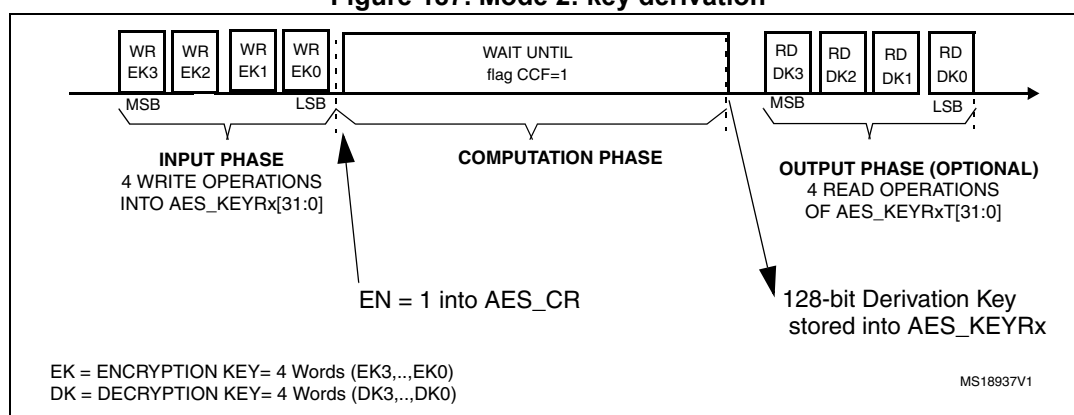 Figure 187. Mode 2: key derivation
WR EK3
WR EK2
WR EK1
WR EK0
WAIT UNTIL
flag CCF=1
RD DK3
RD DK2
RD DK1
RD DK0
MSB
LSB
MSB
LSB
INPUT PHASE
4 WRITE OPERATIONS
INTO AES_KEYRx[31:0]
COMPUTATION PHASE
OUTPUT PHASE (OPTIONAL)
4 READ OPERATIONS
OF AES_KEYRxT[31:0]
EN = 1 into AES_CR
128-bit Derivation Key
stored into AES_KEYRx
EK = ENCRYPTION KEY= 4 Words (EK3,..,EK0)
DK = DECRYPTION KEY= 4 Words (DK3,..,DK0)
MS18937V1